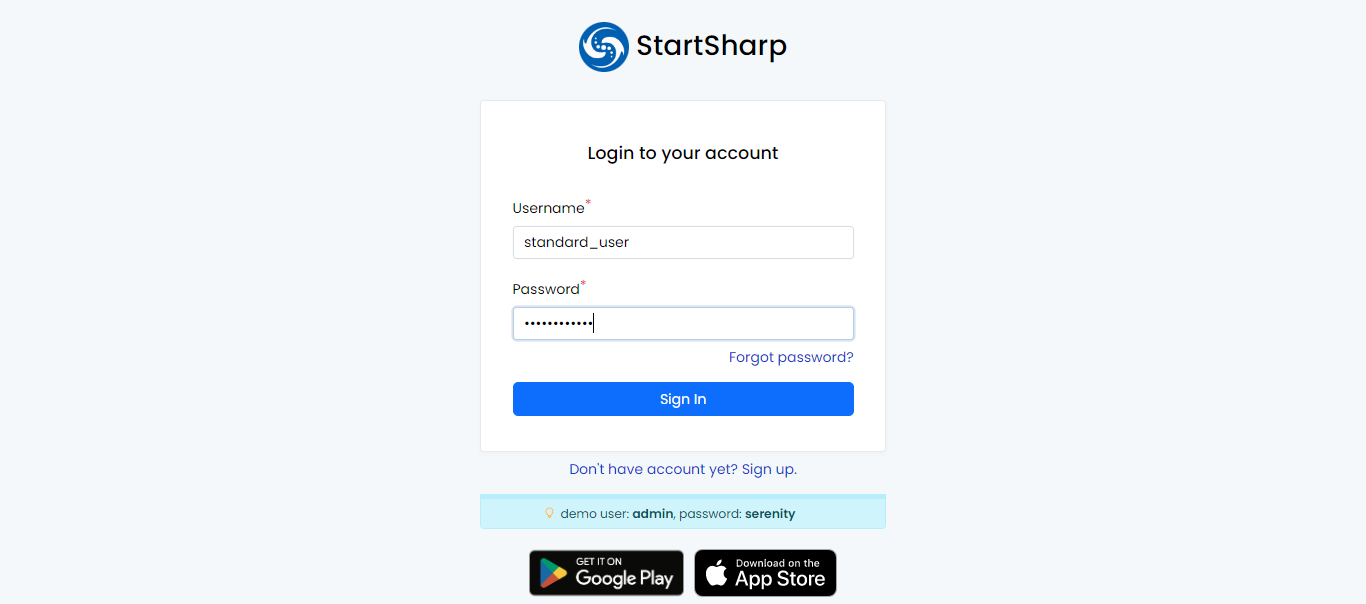 StartSharp
Login to your account
Username*
standard_user
Password*
••••••••••••
Forgot password?
Sign In
Don't have account yet? Sign up.
demo user: admin, password: serenity
GET IT ON
Google Play
Download on the
App Store